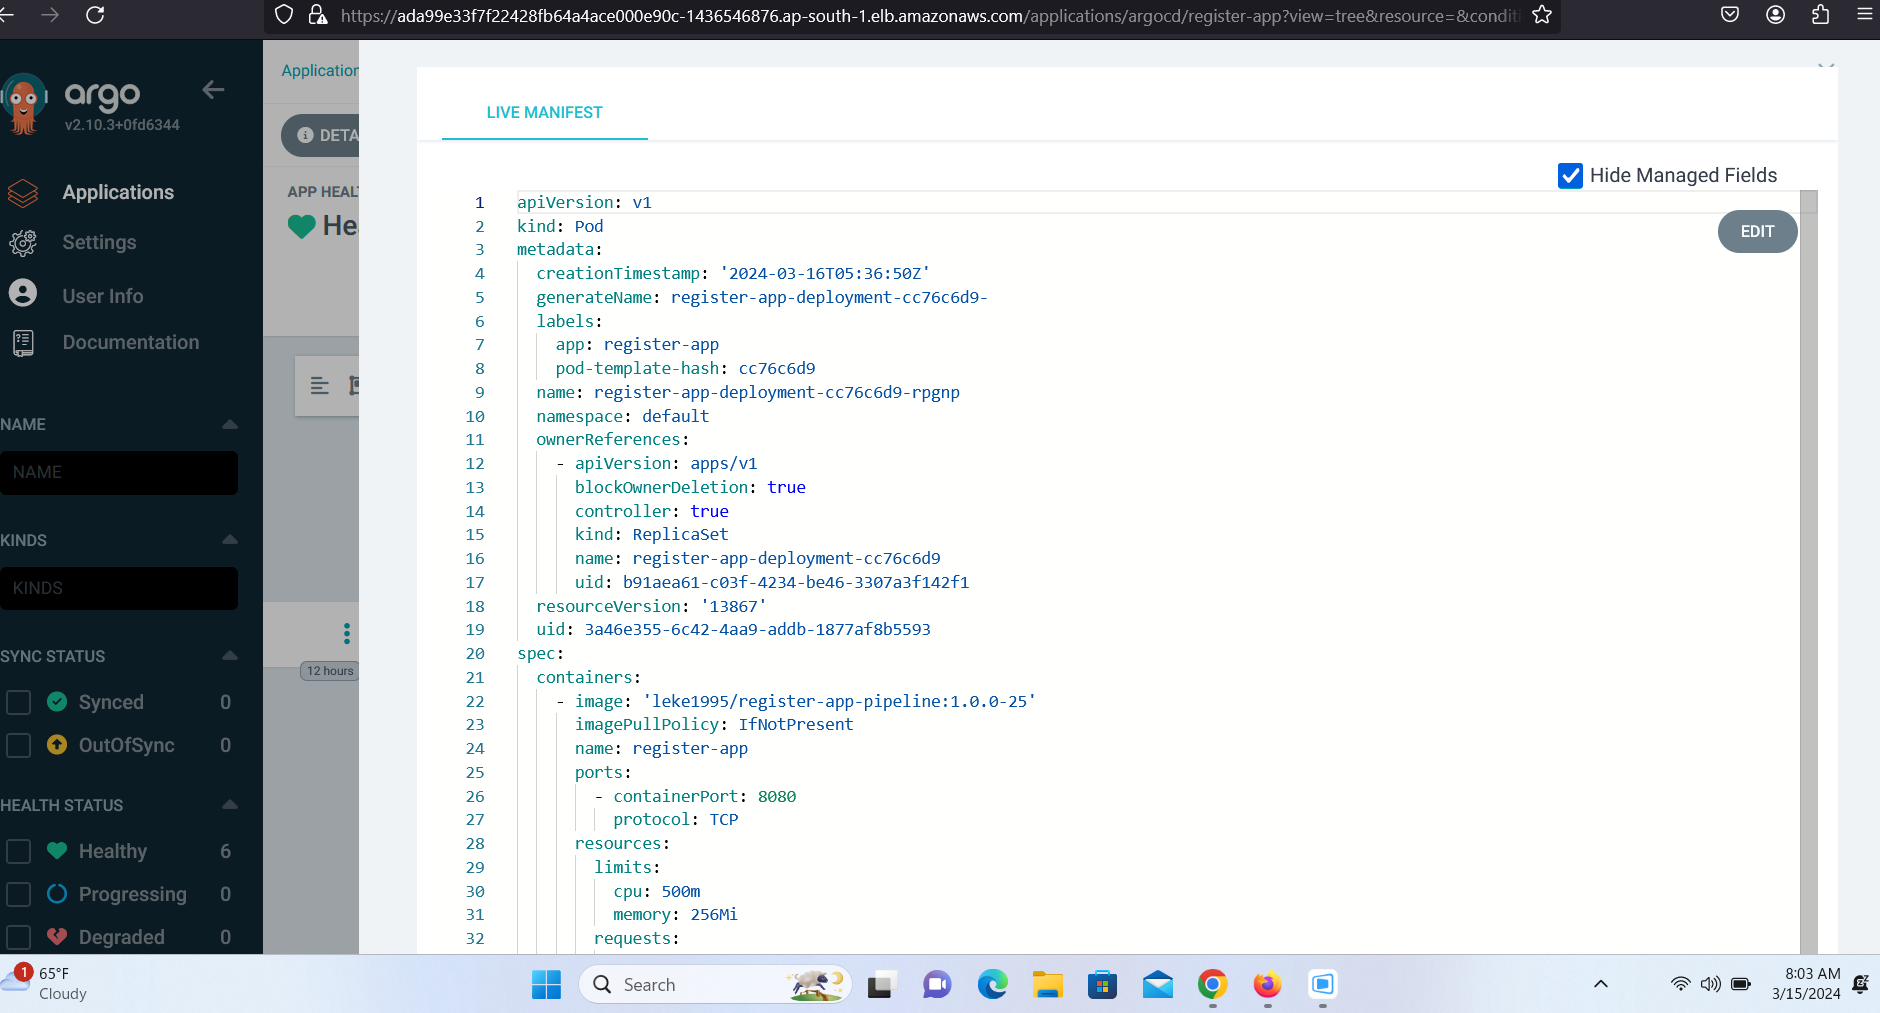 https://ada99e33f7f22428fb64a4ace000e90c-1436546876.ap-south-1.elb.amazonaws.com/applications/argocd/register-app?view=tree&resource=&conditi
argo
v2.10.3+0fd6344
Applications
Settings
User Info
Documentation
NAME
NAME
KINDS
KINDS
SYNC STATUS
Synced 0
OutOfSync 0
HEALTH STATUS
Healthy 6
Progressing 0
Degraded 0
Application
DETA
APP HEAL
He
12 hours
LIVE MANIFEST
Hide Managed Fields
EDIT
1 apiVersion: v1
2 kind: Pod
3 metadata:
4 creationTimestamp: '2024-03-16T05:36:50Z'
5 generateName: register-app-deployment-cc76c6d9-
6 labels:
7 app: register-app
8 pod-template-hash: cc76c6d9
9 name: register-app-deployment-cc76c6d9-rpgnp
10 namespace: default
11 ownerReferences:
12 - apiVersion: apps/v1
13 blockOwnerDeletion: true
14 controller: true
15 kind: ReplicaSet
16 name: register-app-deployment-cc76c6d9
17 uid: b91aea61-c03f-4234-be46-3307a3f142f1
18 resourceVersion: '13867'
19 uid: 3a46e355-6c42-4aa9-addb-1877af8b5593
20 spec:
21 containers:
22 - image: 'leke1995/register-app-pipeline:1.0.0-25'
23 imagePullPolicy: IfNotPresent
24 name: register-app
25 ports:
26 - containerPort: 8080
27 protocol: TCP
28 resources:
29 limits:
30 cpu: 500m
31 memory: 256Mi
32 requests:
1
65°F
Cloudy
Search
8:03 AM
3/15/2024